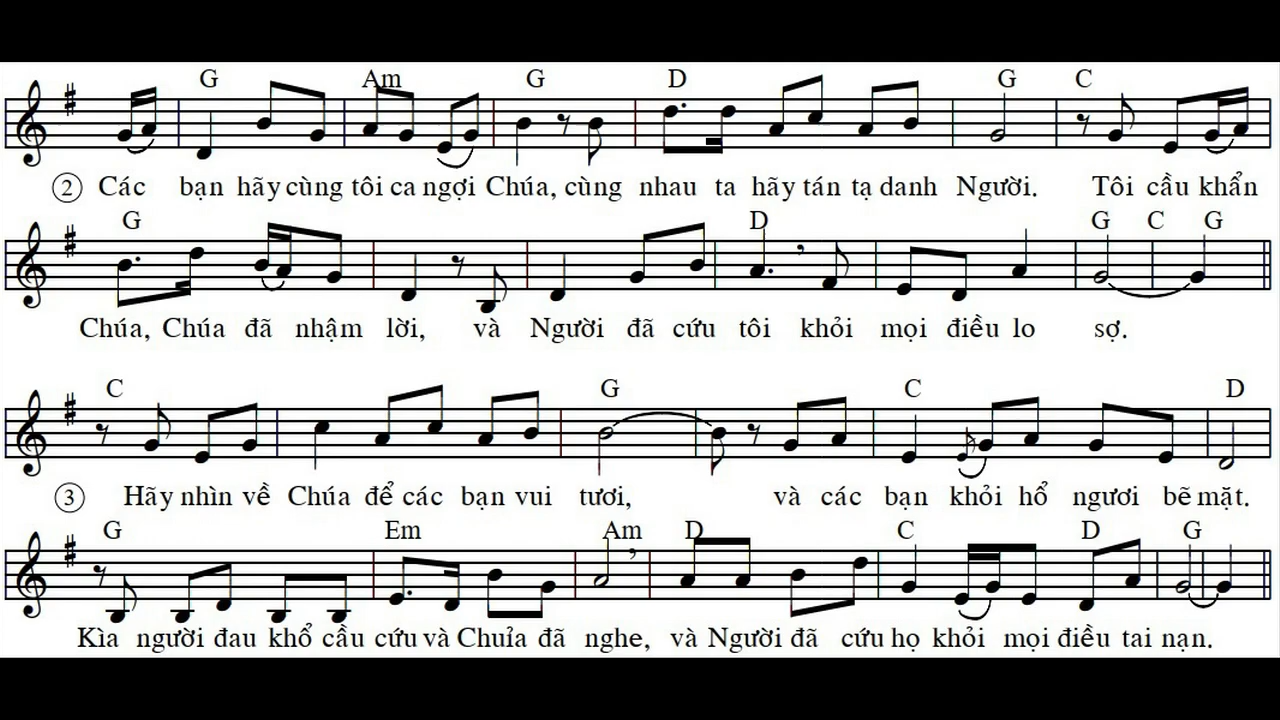 G Am G D G C
2 Các bạn hãy cùng tôi ca ngợi Chúa, cùng nhau ta hãy tán tạ danh Người. Tôi cầu khẩn
G D G C G
Chúa, Chúa đã nhậm lời, và Người đã cứu tôi khỏi mọi điều lo sợ.
C G C D
3 Hãy nhìn về Chúa để các bạn vui tươi, và các bạn khỏi hổ ngươi bẽ mặt.
G Em Am D C D G
Kìa người đau khổ cầu cứu và Chuỉa đã nghe, và Người đã cứu họ khỏi mọi điều tai nạn.